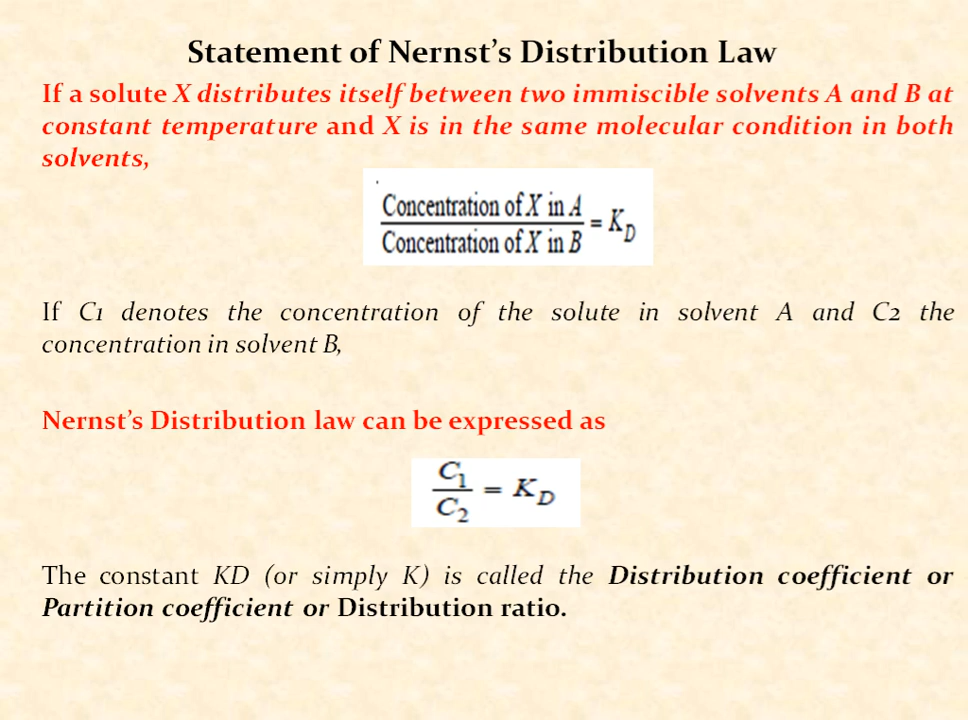 Statement of Nernst's Distribution Law
If a solute X distributes itself between two immiscible solvents A and B at
constant temperature and X is in the same molecular condition in both
solvents,
Concentration of X in A
Concentration of X in B
= K_D
If C1 denotes the concentration of the solute in solvent A and C2 the
concentration in solvent B,
Nernst's Distribution law can be expressed as
C₁
C₂
= K_D
The constant KD (or simply K) is called the Distribution coefficient or
Partition coefficient or Distribution ratio.